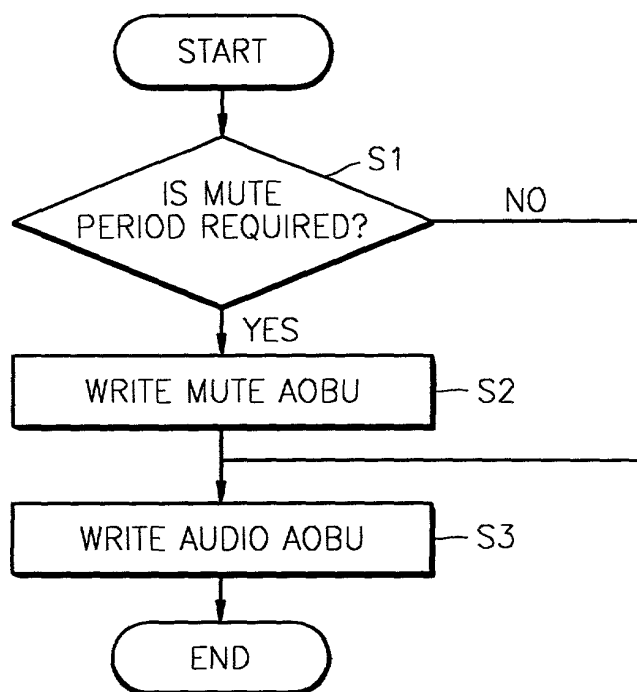 START
S1
IS MUTE
PERIOD REQUIRED?
NO
YES
WRITE MUTE AOBU
S2
WRITE AUDIO AOBU
S3
END